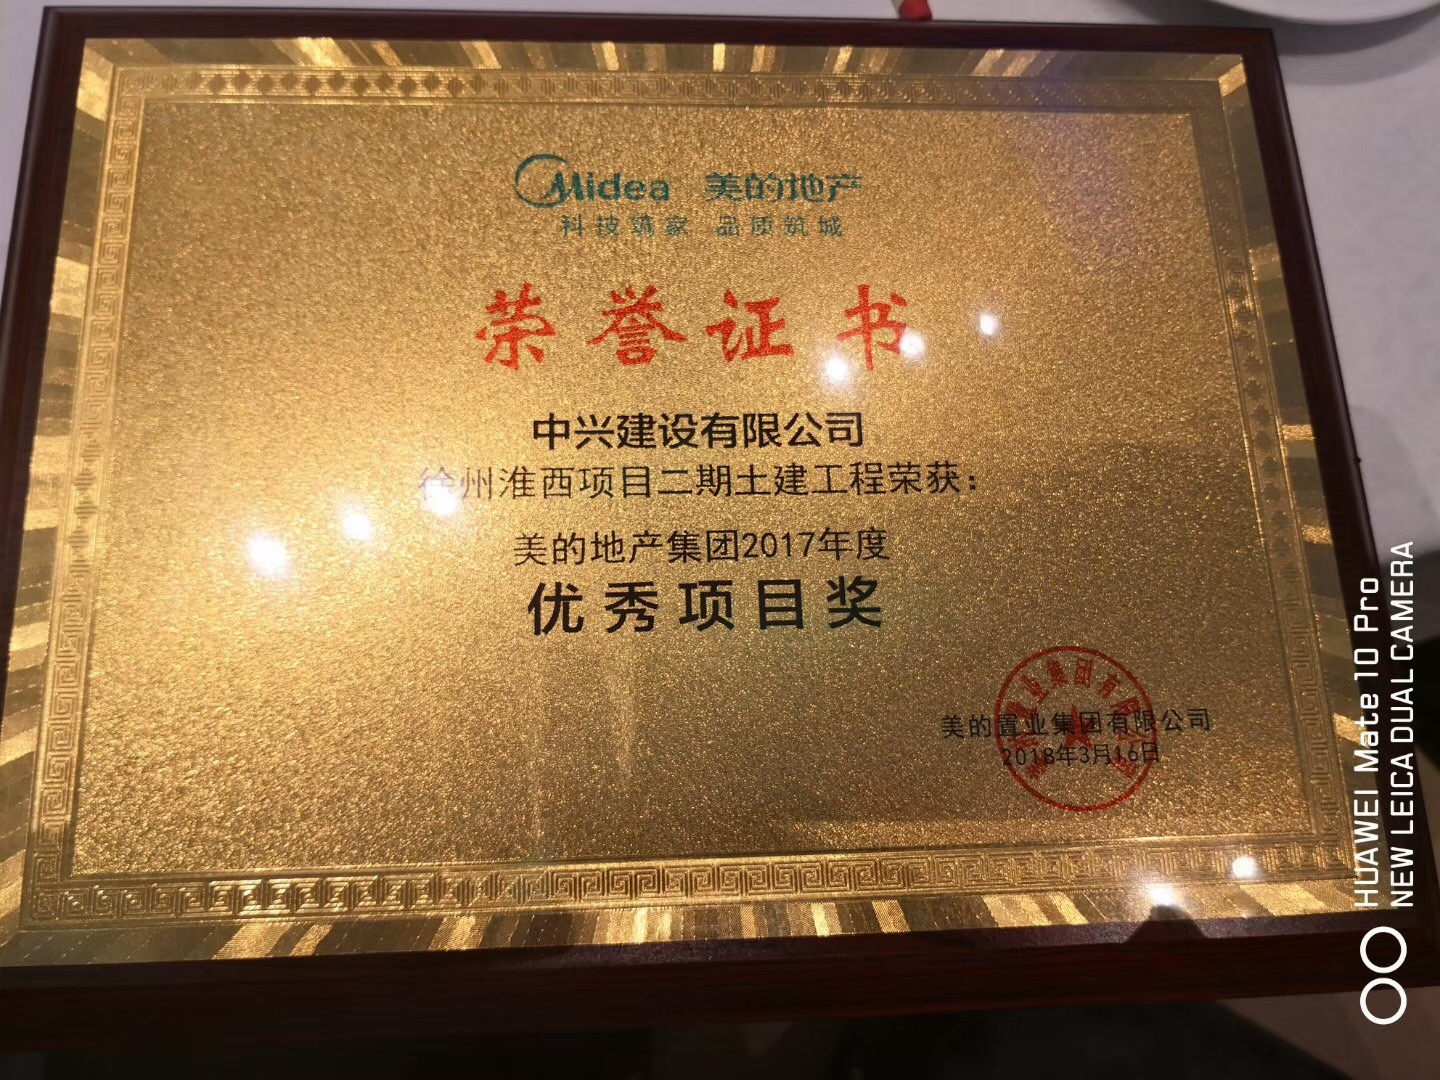 Midea 美的地产
科技 家 品质筑城
荣誉证书
中兴建设有限公司
徐州淮西项目二期土建工程荣获：
美的地产集团2017年度
优秀项目奖
美的置业集团有限公司
2018年3月16日
HUAWEI Mate 10 Pro
NEW LEICA DUAL CAMERA